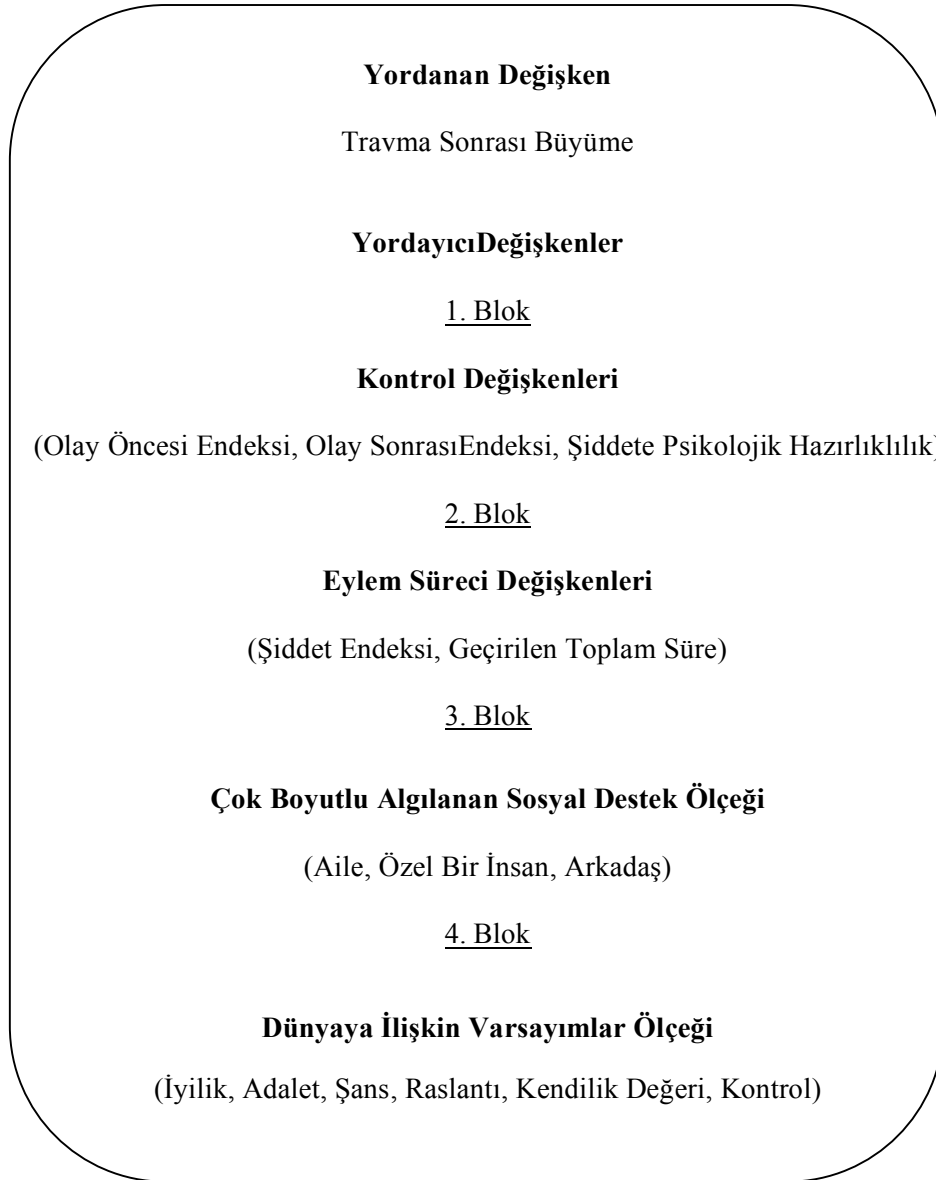 Yordanan Değişken
Travma Sonrası Büyüme
YordayıcıDeğişkenler
1. Blok
Kontrol Değişkenleri
(Olay Öncesi Endeksi, Olay SonrasıEndeksi, Şiddete Psikolojik Hazırlıklılık)
2. Blok
Eylem Süreci Değişkenleri
(Şiddet Endeksi, Geçirilen Toplam Süre)
3. Blok
Çok Boyutlu Algılanan Sosyal Destek Ölçeği
(Aile, Özel Bir İnsan, Arkadaş)
4. Blok
Dünyaya İlişkin Varsayımlar Ölçeği
(İyilik, Adalet, Şans, Raslantı, Kendilik Değeri, Kontrol)